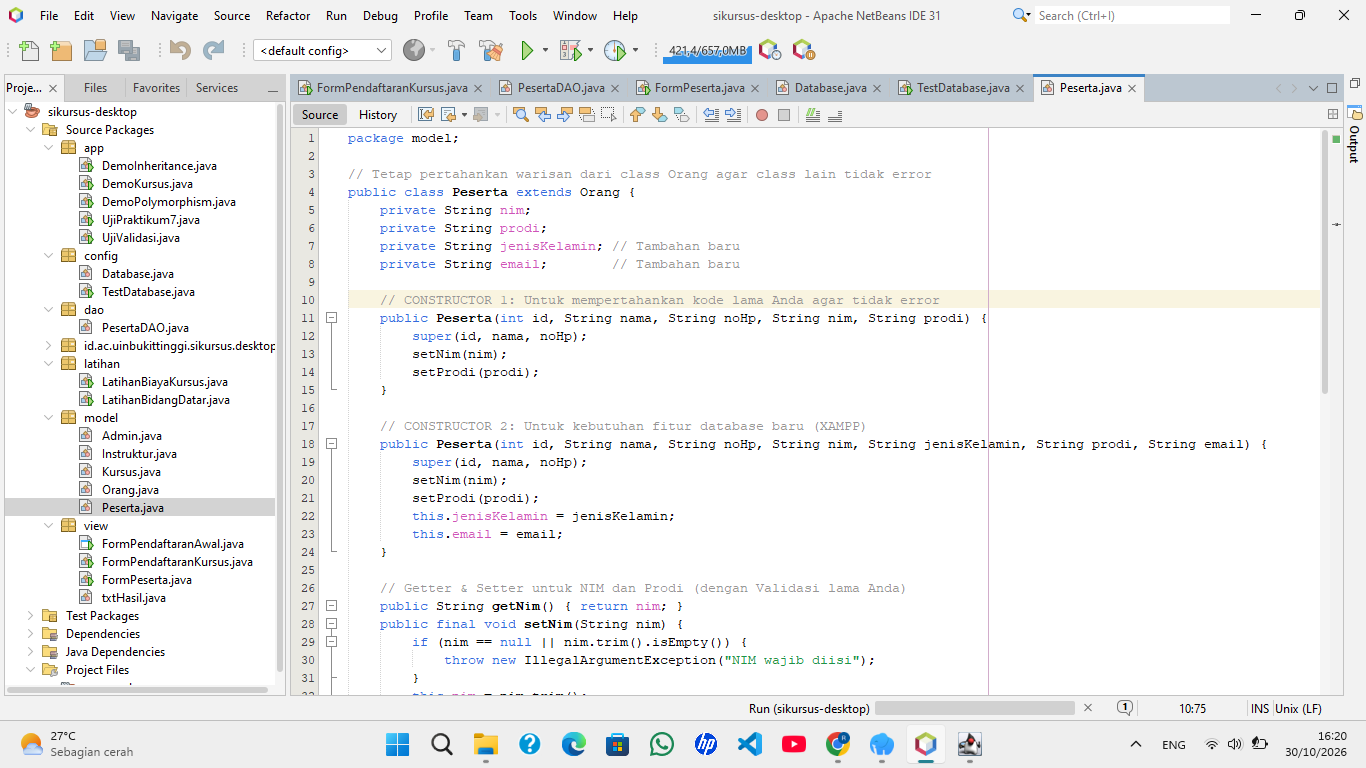 File Edit View Navigate Source Refactor Run Debug Profile Team Tools Window Help
sikursus-desktop - Apache NetBeans IDE 31
Search (Ctrl+I)
<default config>
421,4/657,0MB
Proje... Files Favorites Services
FormPendaftaranKursus.java PesertaDAO.java FormPeserta.java Database.java TestDatabase.java Peserta.java
Source History
Output
sikursus-desktop
Source Packages
app
DemoInheritance.java
DemoKursus.java
DemoPolymorphism.java
UjiPraktikum7.java
UjiValidasi.java
config
Database.java
TestDatabase.java
dao
PesertaDAO.java
id.ac.uinbukittinggi.sikursus.desktop
latihan
LatihanBiayaKursus.java
LatihanBidangDatar.java
model
Admin.java
Instruktur.java
Kursus.java
Orang.java
Peserta.java
view
FormPendaftaranAwal.java
FormPendaftaranKursus.java
FormPeserta.java
txtHasil.java
Test Packages
Dependencies
Java Dependencies
Project Files
1 package model;
2
3 // Tetap pertahankan warisan dari class Orang agar class lain tidak error
4 public class Peserta extends Orang {
5 private String nim;
6 private String prodi;
7 private String jenisKelamin; // Tambahan baru
8 private String email; // Tambahan baru
9
10 // CONSTRUCTOR 1: Untuk mempertahankan kode lama Anda agar tidak error
11 public Peserta(int id, String nama, String noHp, String nim, String prodi) {
12 super(id, nama, noHp);
13 setNim(nim);
14 setProdi(prodi);
15 }
16
17 // CONSTRUCTOR 2: Untuk kebutuhan fitur database baru (XAMPP)
18 public Peserta(int id, String nama, String noHp, String nim, String jenisKelamin, String prodi, String email) {
19 super(id, nama, noHp);
20 setNim(nim);
21 setProdi(prodi);
22 this.jenisKelamin = jenisKelamin;
23 this.email = email;
24 }
25
26 // Getter & Setter untuk NIM dan Prodi (dengan Validasi lama Anda)
27 public String getNim() { return nim; }
28 public final void setNim(String nim) {
29 if (nim == null || nim.trim().isEmpty()) {
30 throw new IllegalArgumentException("NIM wajib diisi");
31 }
32 this.nim = nim.trim();
Run (sikursus-desktop)
1
10:75
INS
Unix (LF)
27°C
Sebagian cerah
ENG
16:20
30/10/2026